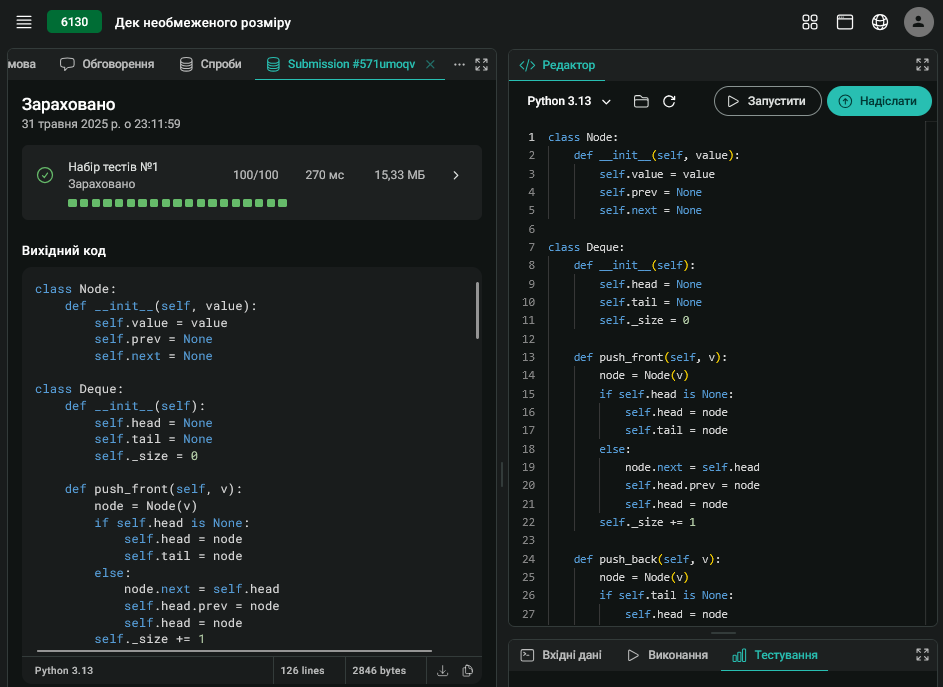 6130 Дек необмеженого розміру
мова Обговорення Спроби Submission #571umoqv
Зараховано
31 травня 2025 р. о 23:11:59
Набір тестів №1
Зараховано
100/100 270 мс 15,33 МБ
Вихідний код
class Node:
    def __init__(self, value):
        self.value = value
        self.prev = None
        self.next = None
class Deque:
    def __init__(self):
        self.head = None
        self.tail = None
        self._size = 0
    def push_front(self, v):
        node = Node(v)
        if self.head is None:
            self.head = node
            self.tail = node
        else:
            node.next = self.head
            self.head.prev = node
            self.head = node
        self._size += 1
Python 3.13 126 lines 2846 bytes
Редактор
Python 3.13 Запустити Надіслати
1 class Node:
2     def __init__(self, value):
3         self.value = value
4         self.prev = None
5         self.next = None
6
7 class Deque:
8     def __init__(self):
9         self.head = None
10         self.tail = None
11         self._size = 0
12
13     def push_front(self, v):
14         node = Node(v)
15         if self.head is None:
16             self.head = node
17             self.tail = node
18         else:
19             node.next = self.head
20             self.head.prev = node
21             self.head = node
22         self._size += 1
23
24     def push_back(self, v):
25         node = Node(v)
26         if self.tail is None:
27             self.head = node
Вхідні дані Виконання Тестування